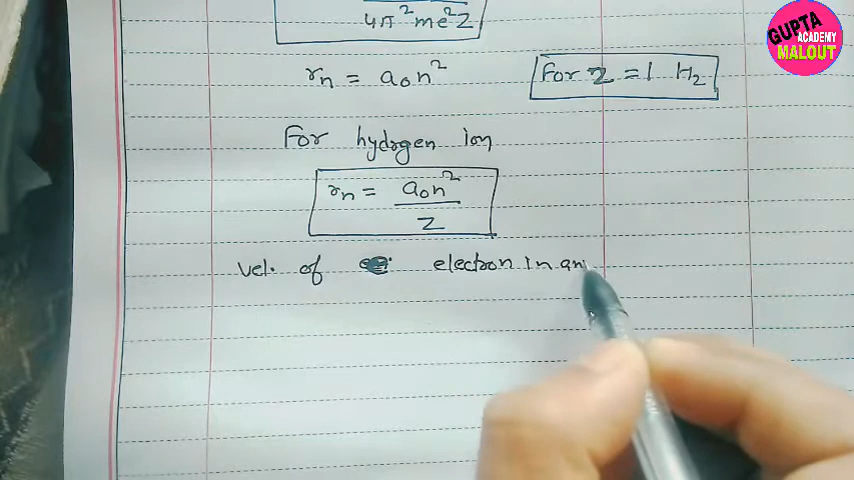 4π²me²Z
rn = a₀n²
For Z = 1 H₂
For hydrogen ion
rn = a₀n² / Z
Vel. of electron in an
GUPTA
ACADEMY
MALOUT